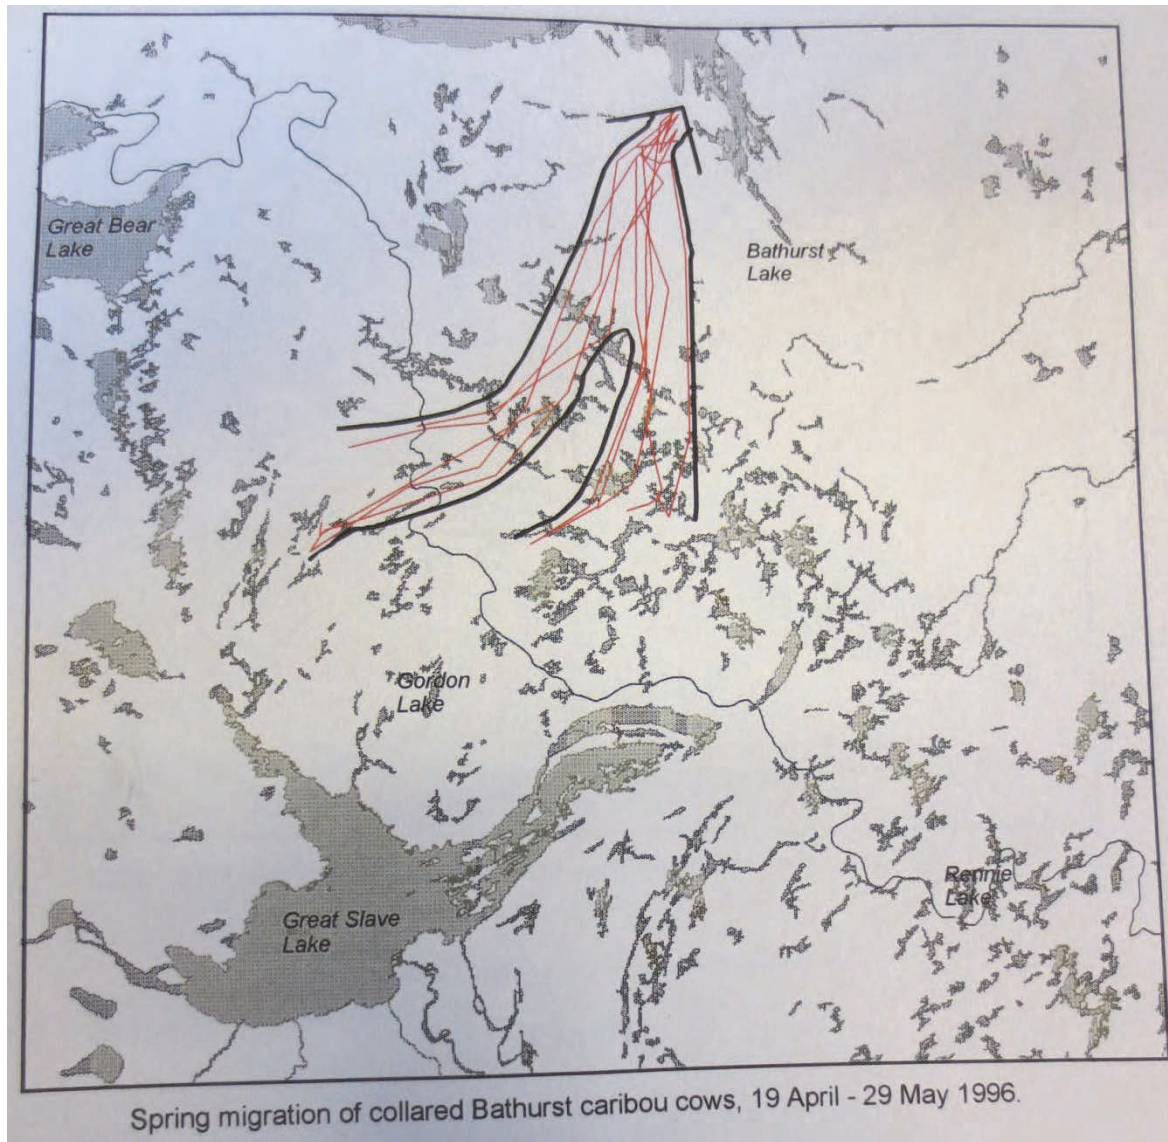 Great Bear
Lake
Bathurst
Lake
Gordon
Lake
Rennie
Lake
Great Slave
Lake
Spring migration of collared Bathurst caribou cows, 19 April - 29 May 1996.